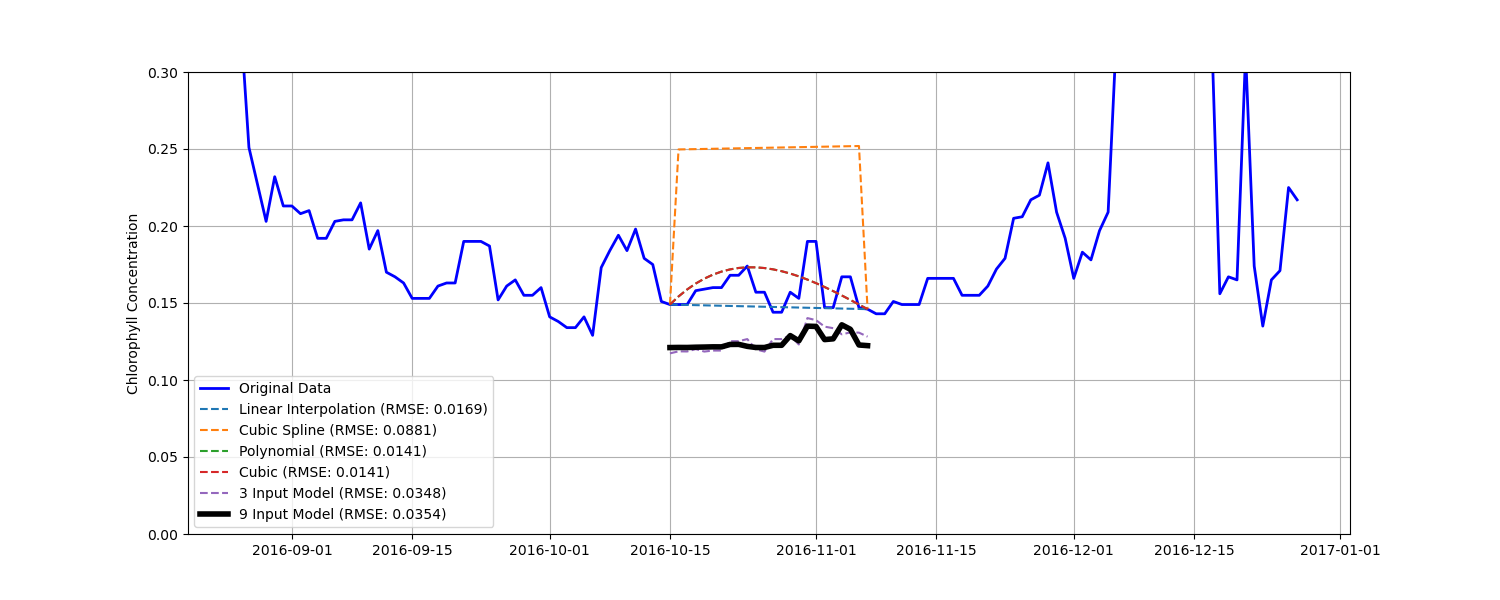 0.30
0.25
0.20
0.15
0.10
0.05
0.00
Chlorophyll Concentration
Original Data
Linear Interpolation (RMSE: 0.0169)
Cubic Spline (RMSE: 0.0881)
Polynomial (RMSE: 0.0141)
Cubic (RMSE: 0.0141)
3 Input Model (RMSE: 0.0348)
9 Input Model (RMSE: 0.0354)
2016-09-01 2016-09-15 2016-10-01 2016-10-15 2016-11-01 2016-11-15 2016-12-01 2016-12-15 2017-01-01